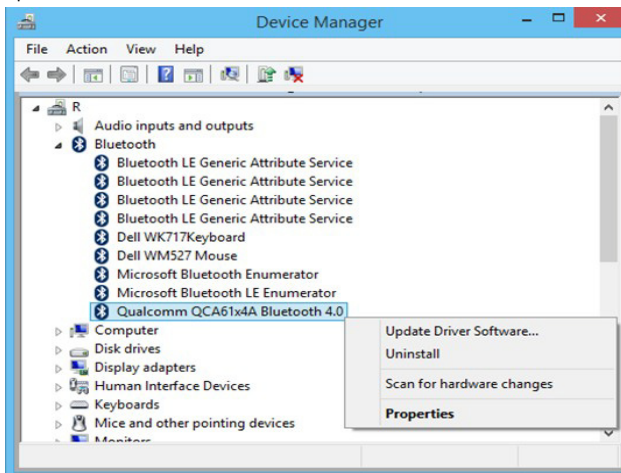 Device Manager
File Action View Help
R
Audio inputs and outputs
Bluetooth
Bluetooth LE Generic Attribute Service
Bluetooth LE Generic Attribute Service
Bluetooth LE Generic Attribute Service
Bluetooth LE Generic Attribute Service
Dell WK717Keyboard
Dell WM527 Mouse
Microsoft Bluetooth Enumerator
Microsoft Bluetooth LE Enumerator
Qualcomm QCA61x4A Bluetooth 4.0
Computer
Disk drives
Display adapters
Human Interface Devices
Keyboards
Mice and other pointing devices
Monitors
Update Driver Software...
Uninstall
Scan for hardware changes
Properties